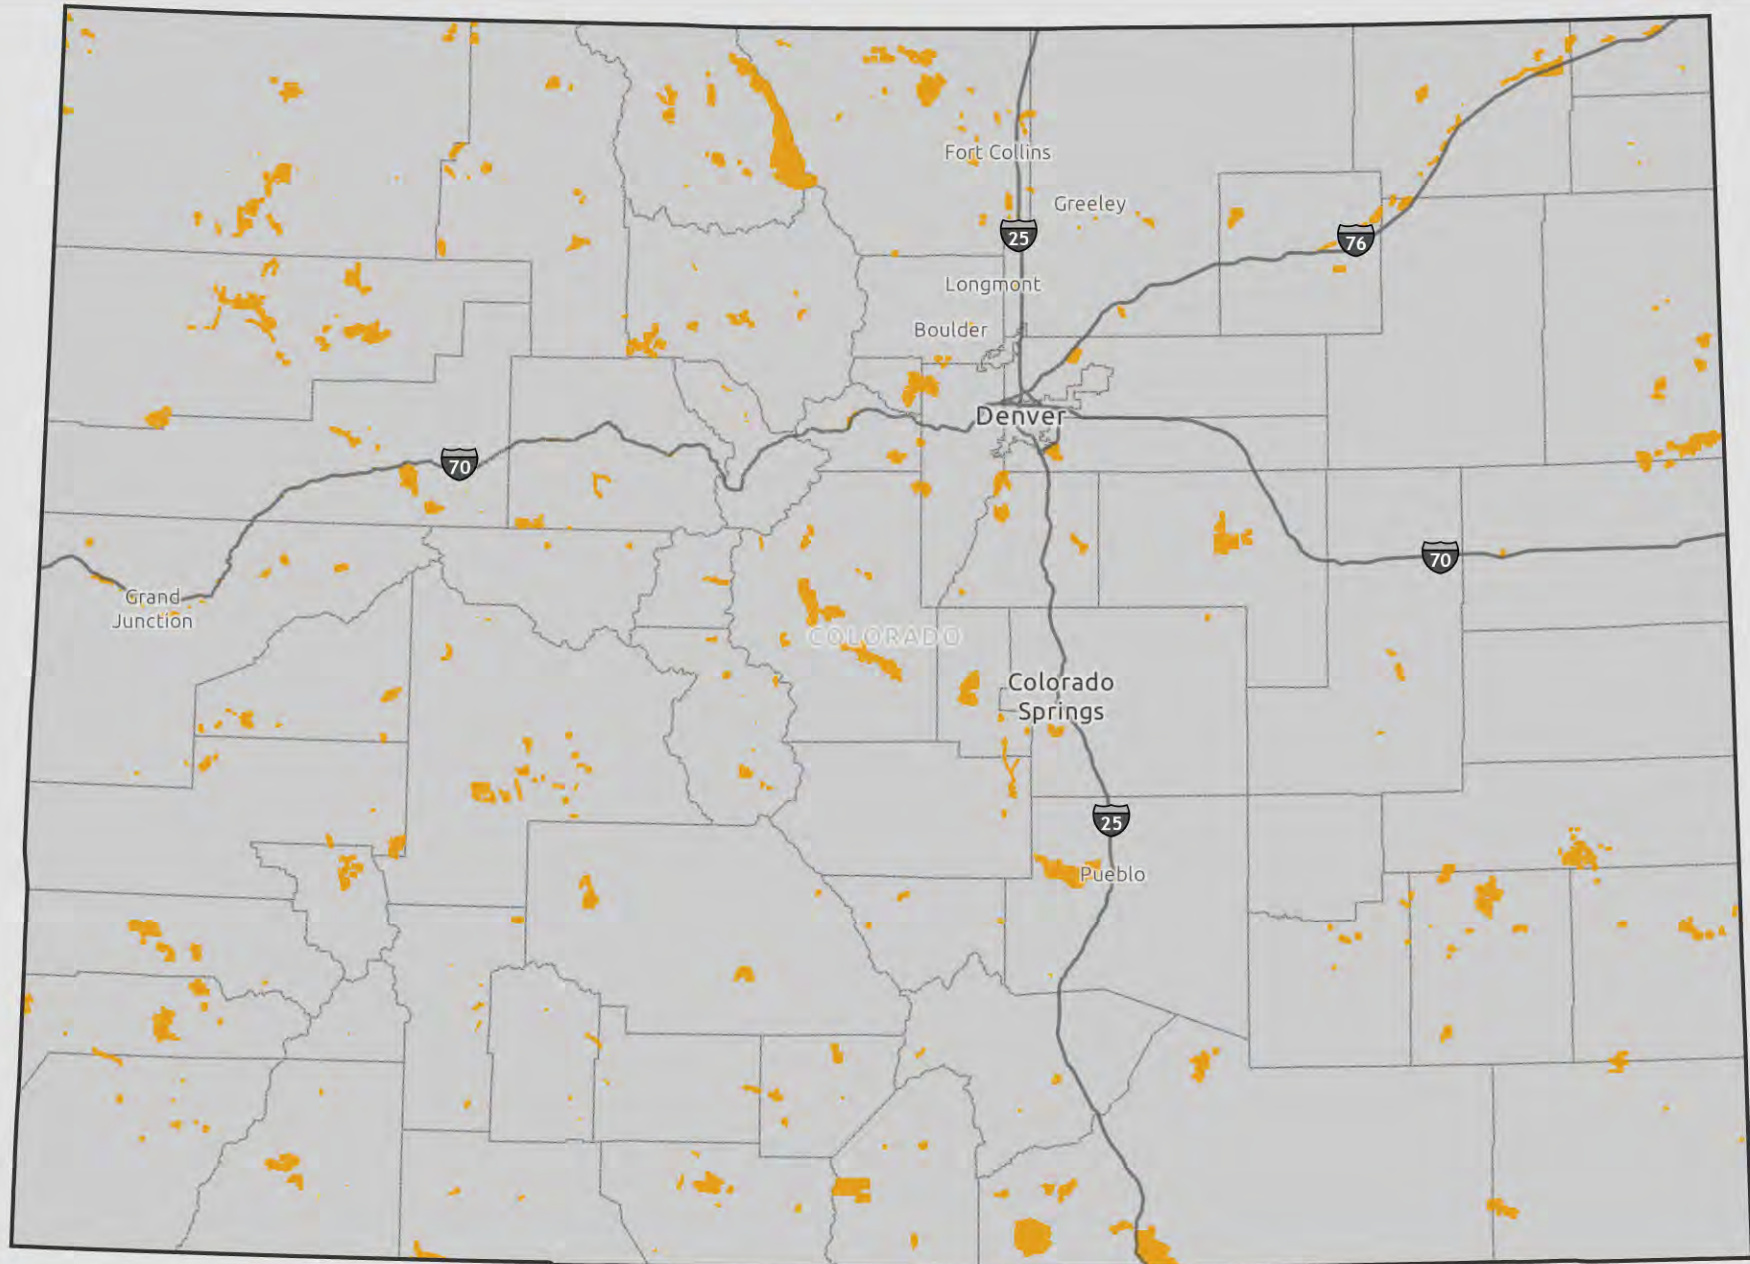 Fort Collins
Greeley
25
76
Longmont
Boulder
Denver
70
70
Grand
Junction
COLORADO
Colorado
Springs
25
Pueblo